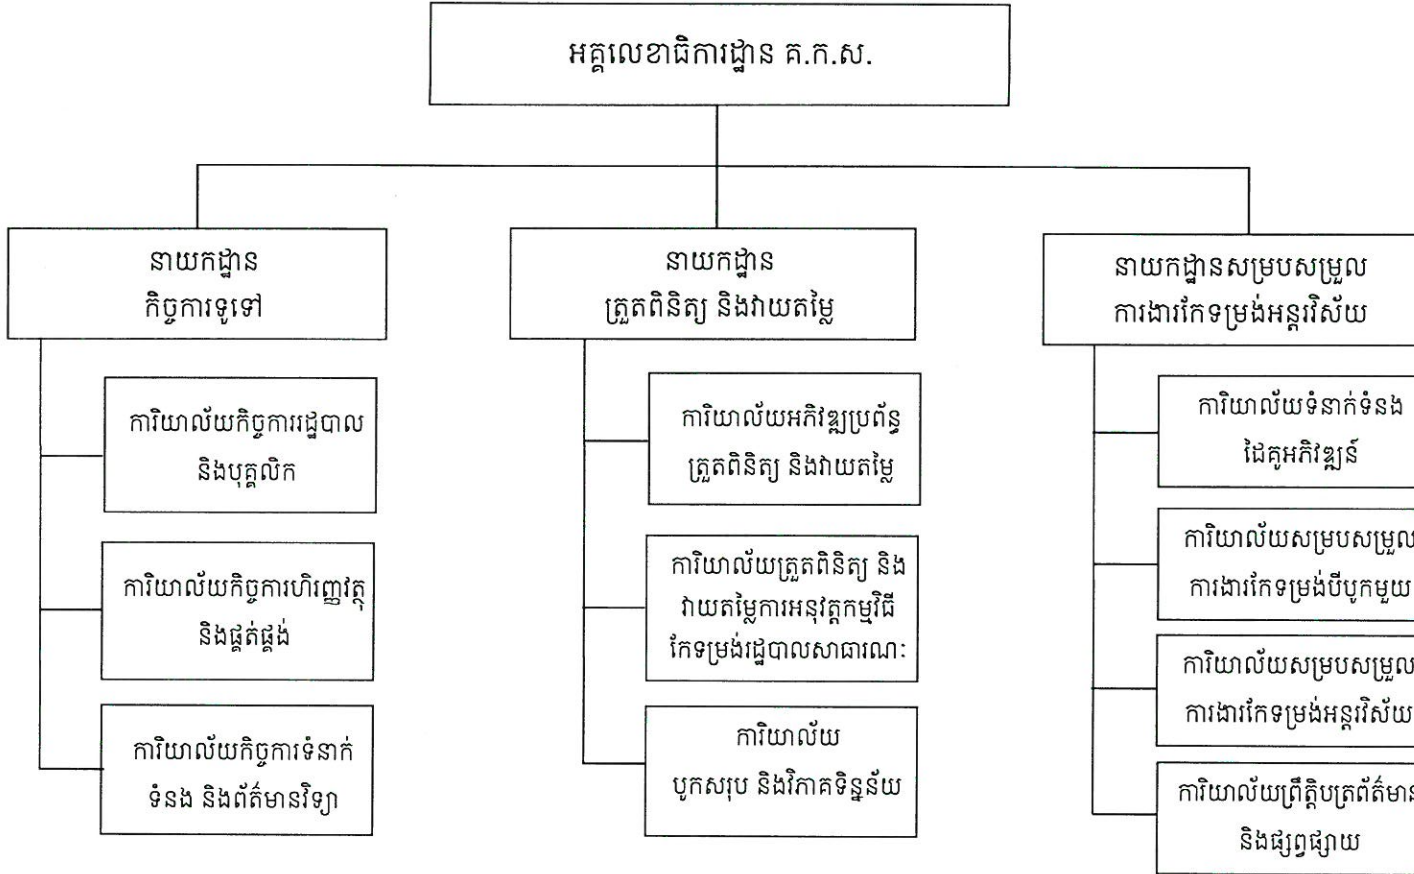 អគ្គលេខាធិការដ្ឋាន គ.ក.ស.
នាយកដ្ឋាន
កិច្ចការទូទៅ
ការិយាល័យកិច្ចការរដ្ឋបាល
និងបុគ្គលិក
ការិយាល័យកិច្ចការហិរញ្ញវត្ថុ
និងផ្គត់ផ្គង់
ការិយាល័យកិច្ចការទំនាក់
ទំនង និងព័ត៌មានវិទ្យា
នាយកដ្ឋាន
ត្រួតពិនិត្យ និងវាយតម្លៃ
ការិយាល័យអភិវឌ្ឍប្រព័ន្ធ
ត្រួតពិនិត្យ និងវាយតម្លៃ
ការិយាល័យត្រួតពិនិត្យ និង
វាយតម្លៃការអនុវត្តកម្មវិធី
កែទម្រង់រដ្ឋបាលសាធារណៈ
ការិយាល័យ
បូកសរុប និងវិភាគទិន្នន័យ
នាយកដ្ឋានសម្របសម្រួល
ការងារកែទម្រង់អន្តរវិស័យ
ការិយាល័យទំនាក់ទំនង
ដៃគូអភិវឌ្ឍន៍
ការិយាល័យសម្របសម្រួល
ការងារកែទម្រង់បីបូកមួយ
ការិយាល័យសម្របសម្រួល
ការងារកែទម្រង់អន្តរវិស័យ
ការិយាល័យព្រឹត្តិបត្រព័ត៌មាន
និងផ្សព្វផ្សាយ